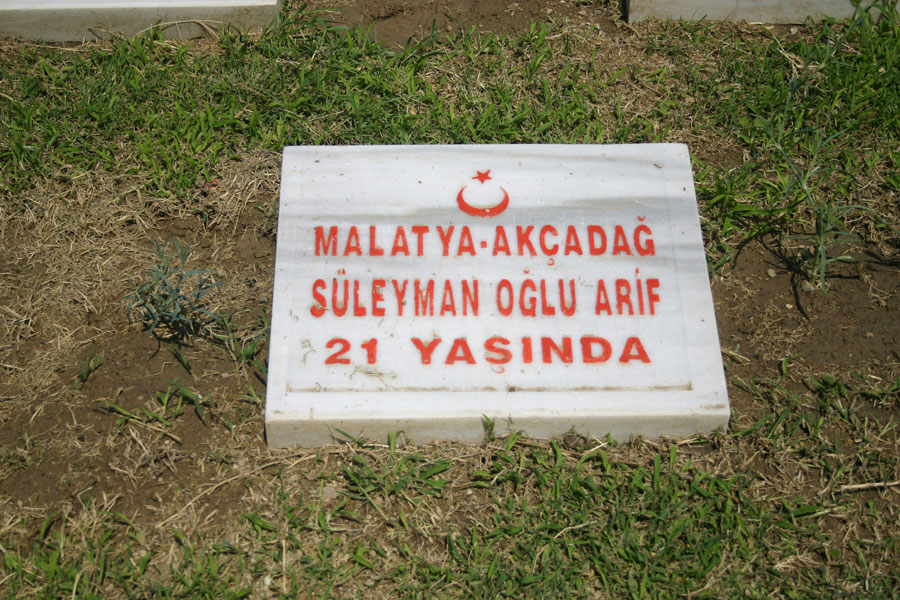 MALATYA-AKÇADAĞ
SÜLEYMAN OĞLU ARİF
21 YAŞINDA